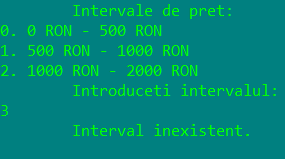 Intervale de pret:
0. 0 RON - 500 RON
1. 500 RON - 1000 RON
2. 1000 RON - 2000 RON
Introduceti intervalul:
3
Interval inexistent.